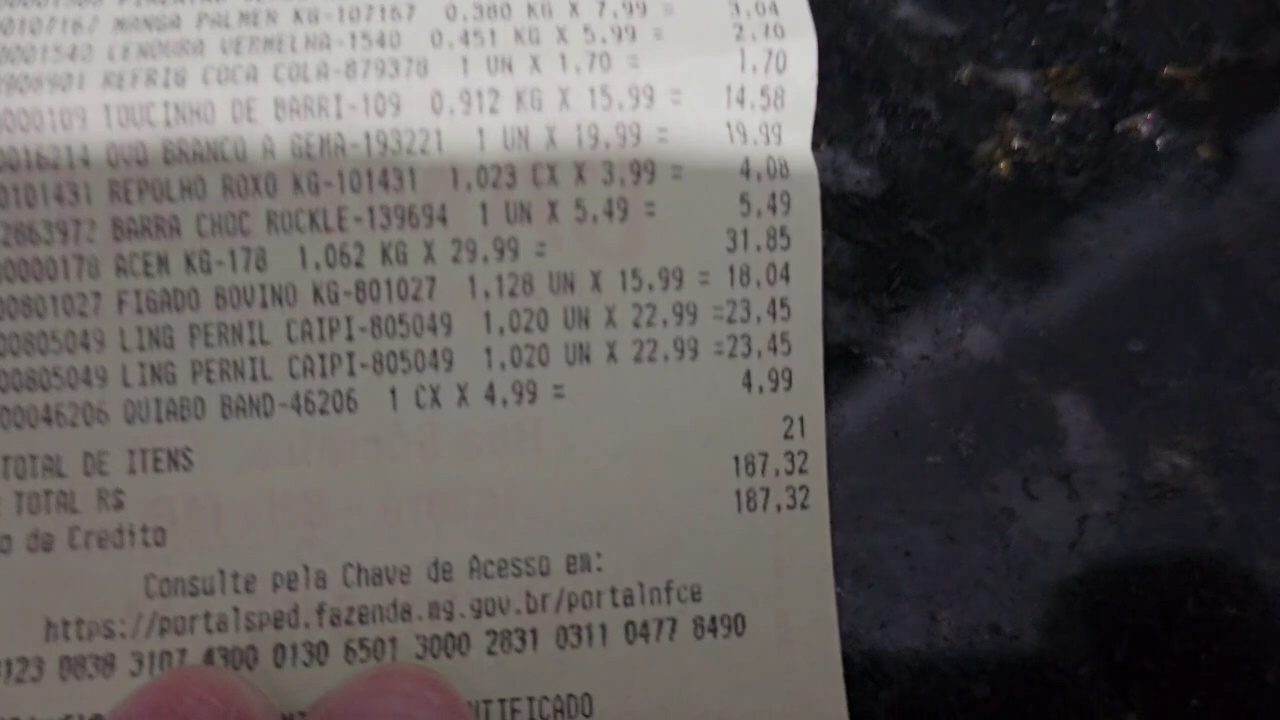 00107167 MANGA PALMER KG-107167 0.380 KG X 7,99 = 3,04
0001540 CENOURA VERMELHA-1540 0.451 KG X 5,99 = 2,70
REFRIG COCA COLA-879378 1 UN X 1.70 = 1,70
0000109 TOUCINHO DE BARRI-109 0.912 KG X 15,99 = 14,58
0016214 OVO BRANCO A GEMA-193221 1 UN X 19,99 = 19,99
0101431 REPOLHO ROXO KG-101431 1.023 CX X 3,99 = 4,08
2863972 BARRA CHOC ROCKLE-139694 1 UN X 5,49 = 5,49
0000178 ACEM KG-178 1.062 KG X 29,99 = 31,85
00801027 FIGADO BOVINO KG-801027 1,128 UN X 15,99 = 18,04
00805049 LING PERNIL CAIPI-805049 1,020 UN X 22,99 =23,45
00805049 LING PERNIL CAIPI-805049 1,020 UN X 22,99 =23,45
00046206 QUIABO BAND-46206 1 CX X 4,99 = 4,99
TOTAL DE ITENS 21
TOTAL R$ 187,32
o de Credito 187,32
Consulte pela Chave de Acesso em:
https://portalsped.fazenda.mg.gov.br/portalnfce
123 0838 3107 4300 0130 6501 3000 2831 0311 0477 8490
NTIFICADO